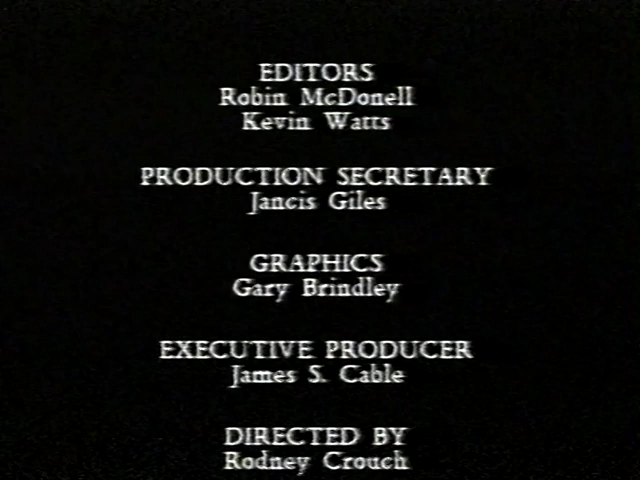 EDITORS
Robin McDonell
Kevin Watts
PRODUCTION SECRETARY
Jancis Giles
GRAPHICS
Gary Brindley
EXECUTIVE PRODUCER
James S. Cable
DIRECTED BY
Rodney Crouch